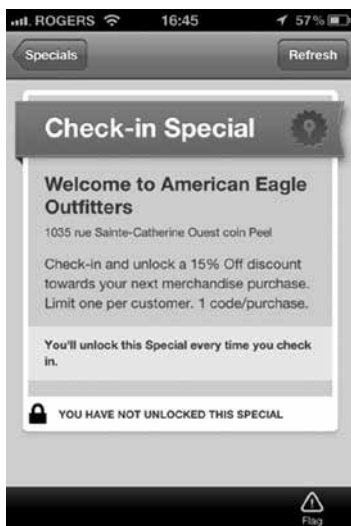 ROGERS 16:45 57%
Specials Refresh
Check-in Special
Welcome to American Eagle
Outfitters
1035 rue Sainte-Catherine Ouest coin Peel
Check-in and unlock a 15% Off discount
towards your next merchandise purchase.
Limit one per customer. 1 code/purchase.
You'll unlock this Special every time you check
in.
YOU HAVE NOT UNLOCKED THIS SPECIAL
Flag